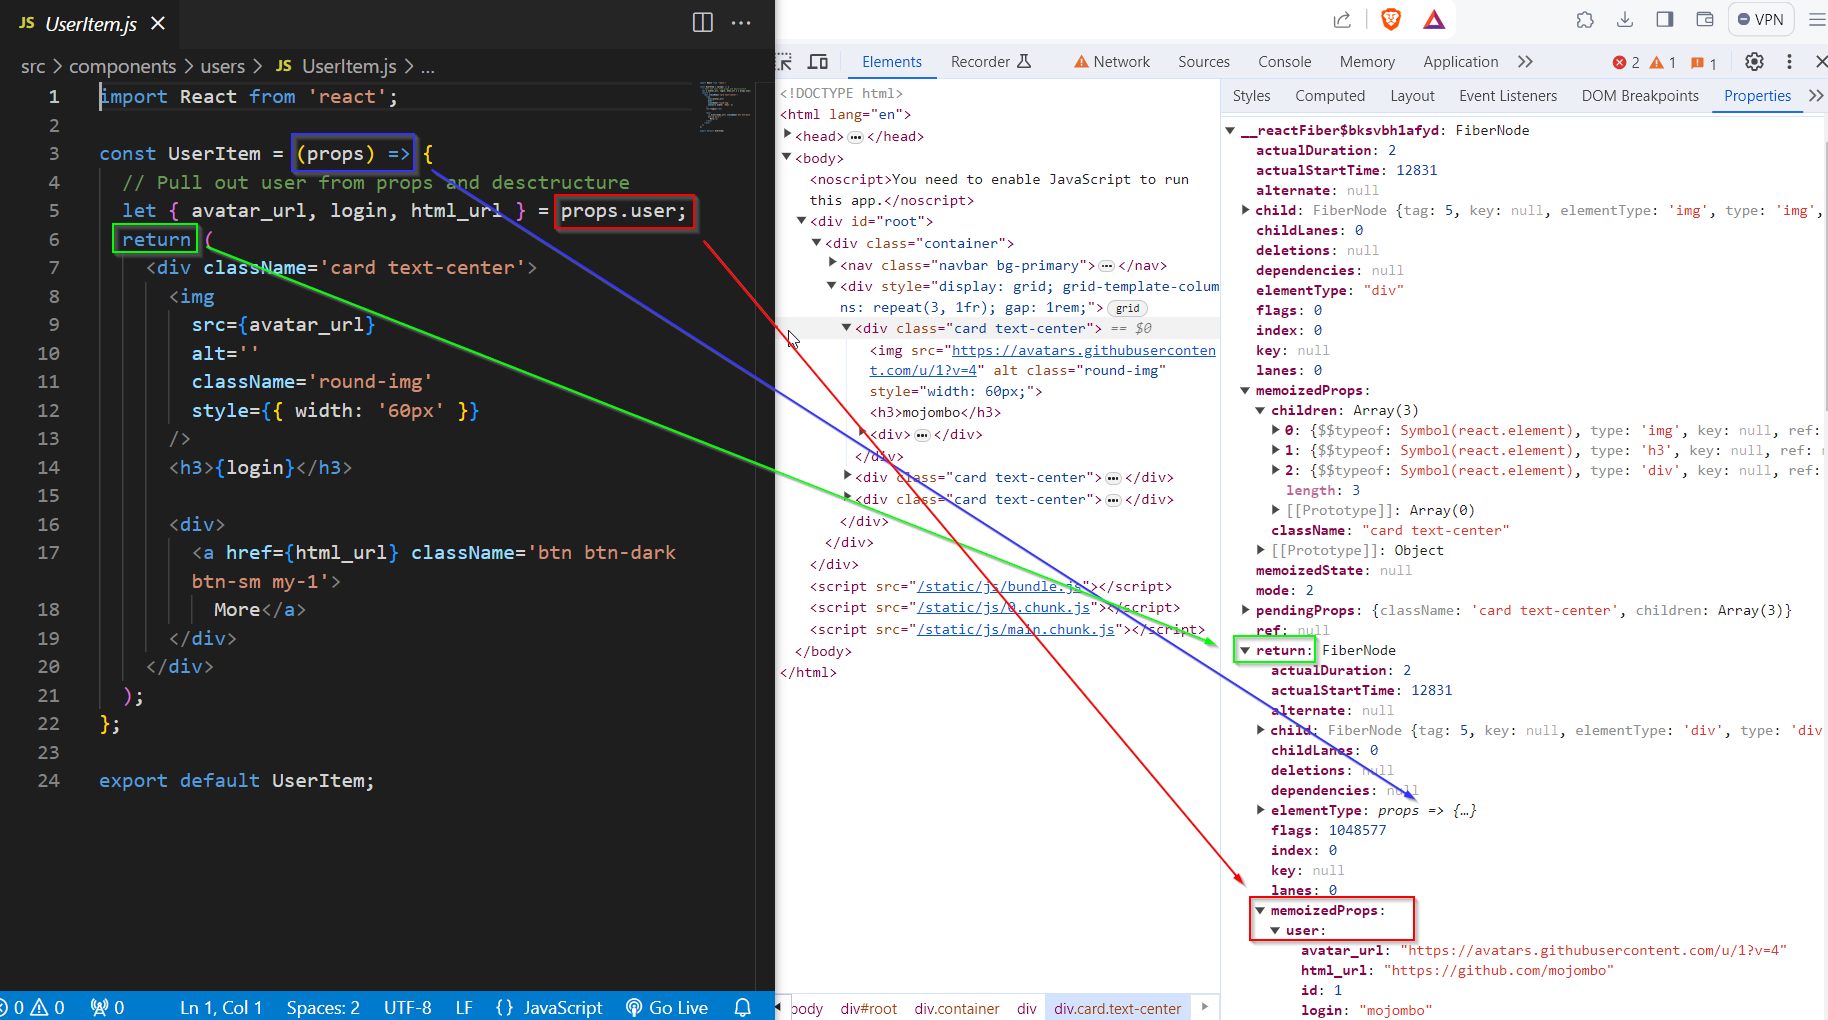 JS UserItem.js
src > components > users > JS UserItem.js > ...
1 import React from 'react';
2
3 const UserItem = (props) => {
4 // Pull out user from props and desctructure
5 let { avatar_url, login, html_url } = props.user;
6 return (
7 <div className='card text-center'>
8 <img
9 src={avatar_url}
10 alt=''
11 className='round-img'
12 style={{ width: '60px' }}
13 />
14 <h3>{login}</h3>
15
16 <div>
17 <a href={html_url} className='btn btn-dark
btn-sm my-1'>
18 More</a>
19 </div>
20 </div>
21 );
22 };
23
24 export default UserItem;
0 0 0 Ln 1, Col 1 Spaces: 2 UTF-8 LF {} JavaScript Go Live
VPN
Elements Recorder Network Sources Console Memory Application 2 1 1
<!DOCTYPE html>
<html lang="en">
<head> ••• </head>
<body>
<noscript>You need to enable JavaScript to run
this app.</noscript>
<div id="root">
<div class="container">
<nav class="navbar bg-primary"> ••• </nav>
<div style="display: grid; grid-template-colum
ns: repeat(3, 1fr); gap: 1rem;"> grid
<div class="card text-center"> == $0
<img src="https://avatars.githubuserconten
t.com/u/1?v=4" alt class="round-img"
style="width: 60px;">
<h3>mojombo</h3>
<div> ••• </div>
</div>
<div class="card text-center"> ••• </div>
<div class="card text-center"> ••• </div>
</div>
</div>
</div>
<script src="/static/js/bundle.js"></script>
<script src="/static/js/0.chunk.js"></script>
<script src="/static/js/main.chunk.js"></script>
</body>
</html>
body div#root div.container div div.card.text-center
Styles Computed Layout Event Listeners DOM Breakpoints Properties
__reactFiber$bksvbh1afyd: FiberNode
actualDuration: 2
actualStartTime: 12831
alternate: null
child: FiberNode {tag: 5, key: null, elementType: 'img', type: 'img',
childLanes: 0
deletions: null
dependencies: null
elementType: "div"
flags: 0
index: 0
key: null
lanes: 0
memoizedProps:
children: Array(3)
0: {$$typeof: Symbol(react.element), type: 'img', key: null, ref:
1: {$$typeof: Symbol(react.element), type: 'h3', key: null, ref:
2: {$$typeof: Symbol(react.element), type: 'div', key: null, ref:
length: 3
[[Prototype]]: Array(0)
className: "card text-center"
[[Prototype]]: Object
memoizedState: null
mode: 2
pendingProps: {className: 'card text-center', children: Array(3)}
ref: null
return: FiberNode
actualDuration: 2
actualStartTime: 12831
alternate: null
child: FiberNode {tag: 5, key: null, elementType: 'div', type: 'div
childLanes: 0
deletions: null
dependencies: null
elementType: props => {…}
flags: 1048577
index: 0
key: null
lanes: 0
memoizedProps:
user:
avatar_url: "https://avatars.githubusercontent.com/u/1?v=4"
html_url: "https://github.com/mojombo"
id: 1
login: "mojombo"